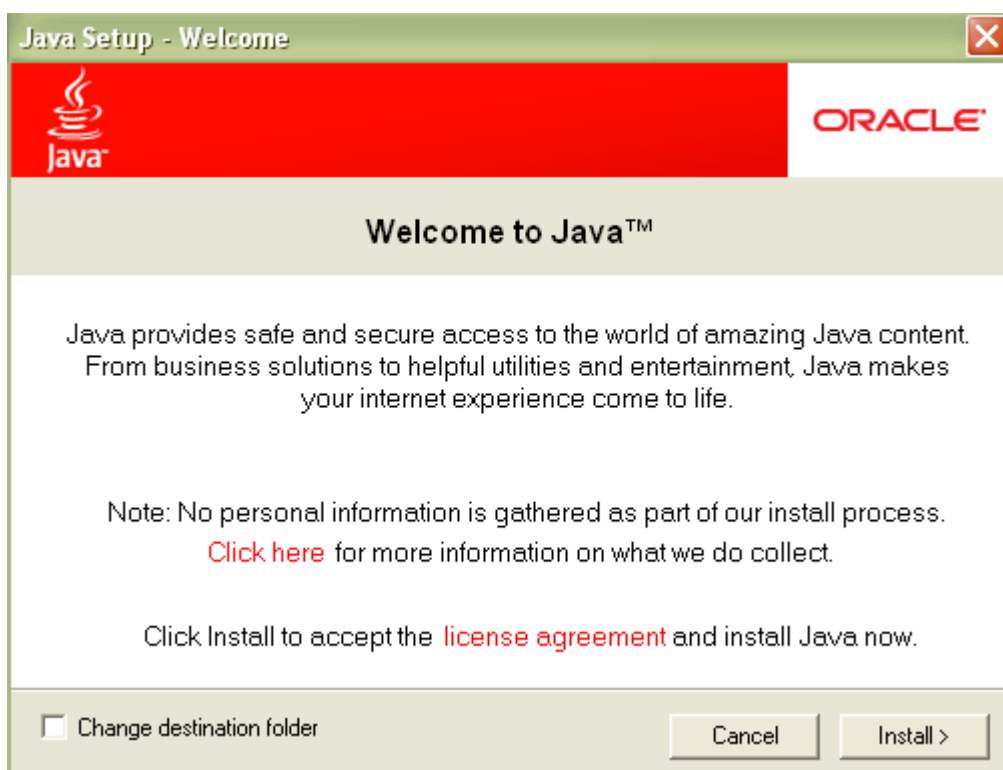 Java Setup - Welcome
Java™
ORACLE®
Welcome to Java™
Java provides safe and secure access to the world of amazing Java content.
From business solutions to helpful utilities and entertainment, Java makes
your internet experience come to life.
Note: No personal information is gathered as part of our install process.
Click here for more information on what we do collect.
Click Install to accept the license agreement and install Java now.
Change destination folder
Cancel
Install >